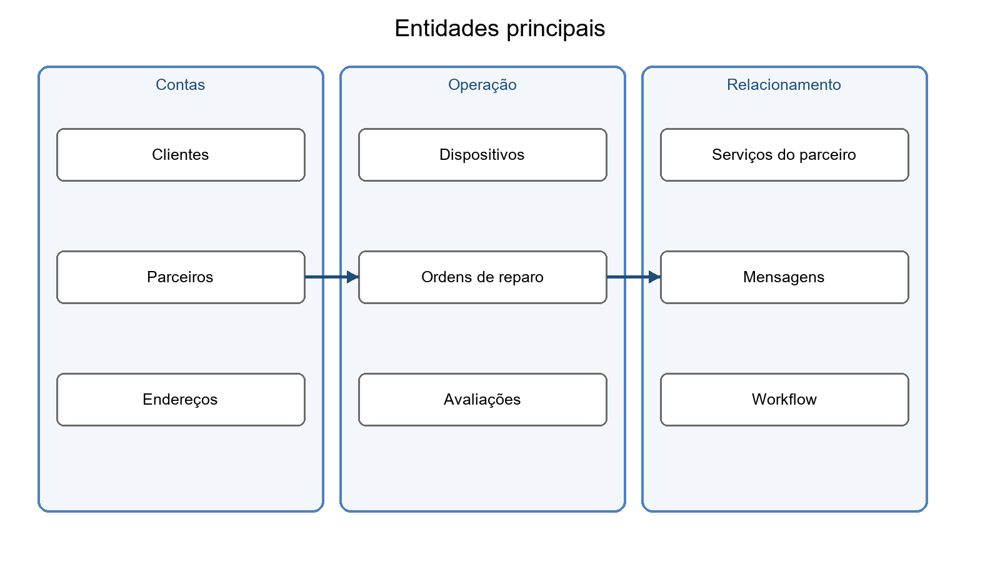 Entidades principais
Contas
Clientes
Parceiros
Endereços
Operação
Dispositivos
Ordens de reparo
Avaliações
Relacionamento
Serviços do parceiro
Mensagens
Workflow